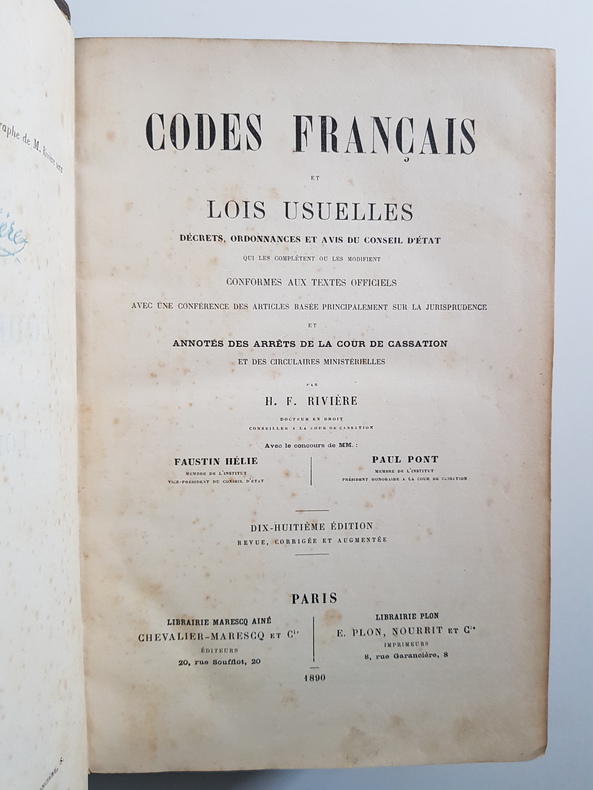 raphe de M. Rivière
CODES FRANÇAIS
ET
LOIS USUELLES
DÉCRETS, ORDONNANCES ET AVIS DU CONSEIL D'ÉTAT
QUI LES COMPLÈTENT OU LES MODIFIENT
CONFORMES AUX TEXTES OFFICIELS
AVEC UNE CONFÉRENCE DES ARTICLES BASÉE PRINCIPALEMENT SUR LA JURISPRUDENCE
ET
ANNOTÉS DES ARRÊTS DE LA COUR DE CASSATION
ET DES CIRCULAIRES MINISTÉRIELLES
PAR
H. F. RIVIÈRE
DOCTEUR EN DROIT
CONSEILLER A LA COUR DE CASSATION
Avec le concours de MM. :
FAUSTIN HÉLIE
MEMBRE DE L'INSTITUT
VICE-PRÉSIDENT DU CONSEIL D'ÉTAT
PAUL PONT
MEMBRE DE L'INSTITUT
PRÉSIDENT HONORAIRE A LA COUR DE CASSATION
DIX-HUITIÈME ÉDITION
REVUE, CORRIGÉE ET AUGMENTÉE
PARIS
LIBRAIRIE MARESCQ AINÉ
CHEVALIER-MARESCQ ET Cie
ÉDITEURS
20, rue Soufflot, 20
LIBRAIRIE PLON
E. PLON, NOURRIT ET Cie
IMPRIMEURS
8, rue Garancière, 8
1890